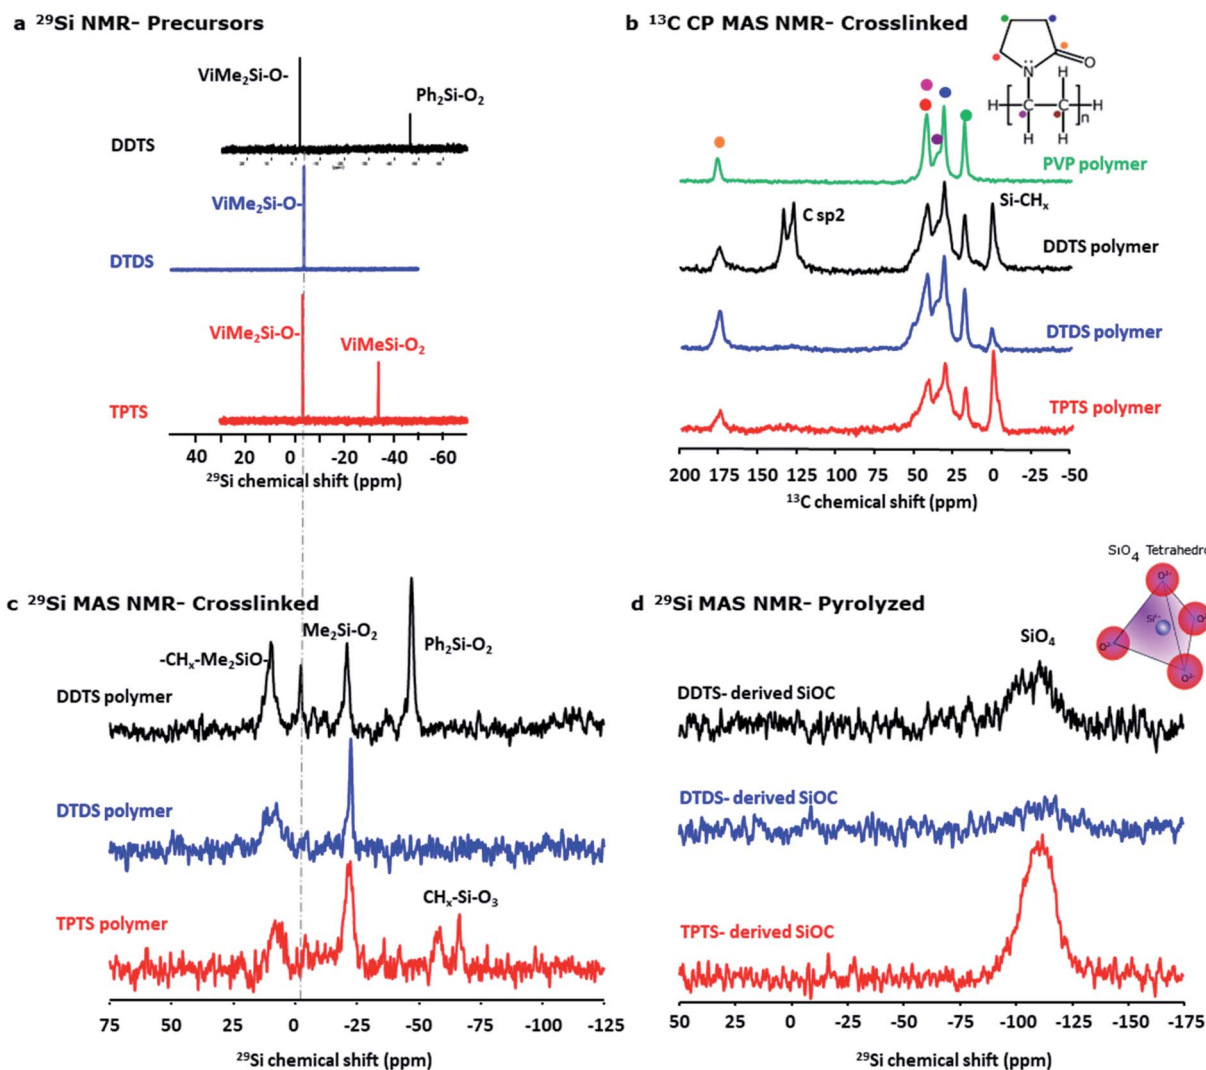 a ²⁹Si NMR- Precursors
ViMe₂Si-O-
Ph₂Si-O₂
DDTS
ViMe₂Si-O-
DTDS
ViMe₂Si-O-
ViMeSi-O₂
TPTS
40 20 0 -20 -40 -60
²⁹Si chemical shift (ppm)
b ¹³C CP MAS NMR- Crosslinked
N
O
H
H
C
C
H
H
H
n
PVP polymer
C sp2
Si-CHₓ
DDTS polymer
DTDS polymer
TPTS polymer
200 175 150 125 100 75 50 25 0 -25 -50
¹³C chemical shift (ppm)
c ²⁹Si MAS NMR- Crosslinked
-CHₓ-Me₂SiO-
Me₂Si-O₂
Ph₂Si-O₂
DDTS polymer
DTDS polymer
TPTS polymer
CHₓ-Si-O₃
75 50 25 0 -25 -50 -75 -100 -125
²⁹Si chemical shift (ppm)
SiO₄ Tetrahedro
d ²⁹Si MAS NMR- Pyrolyzed
O²⁻
Si⁴⁺
O²⁻
O²⁻
SiO₄
DDTS- derived SiOC
DTDS- derived SiOC
TPTS- derived SiOC
50 25 0 -25 -50 -75 -100 -125 -150 -175
²⁹Si chemical shift (ppm)